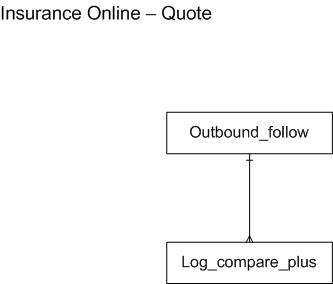 Insurance Online – Quote
Outbound_follow
Log_compare_plus